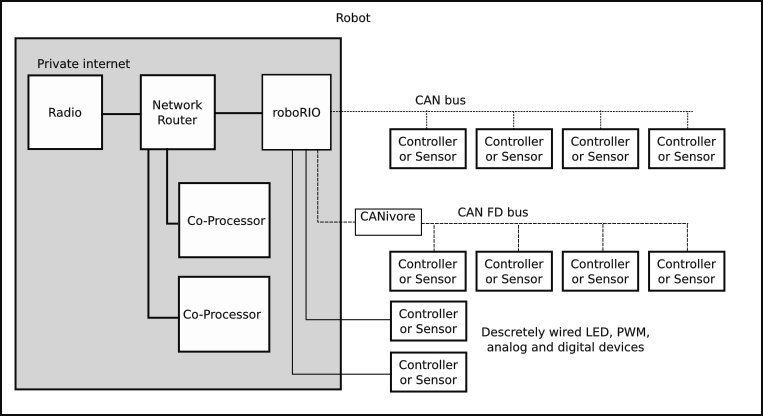 Robot
Private internet
Radio
Network
Router
roboRIO
CAN bus
Controller
or Sensor
Controller
or Sensor
Controller
or Sensor
Controller
or Sensor
Co-Processor
CANivore
CAN FD bus
Controller
or Sensor
Controller
or Sensor
Controller
or Sensor
Controller
or Sensor
Co-Processor
Controller
or Sensor
Descretely wired LED, PWM,
analog and digital devices
Controller
or Sensor